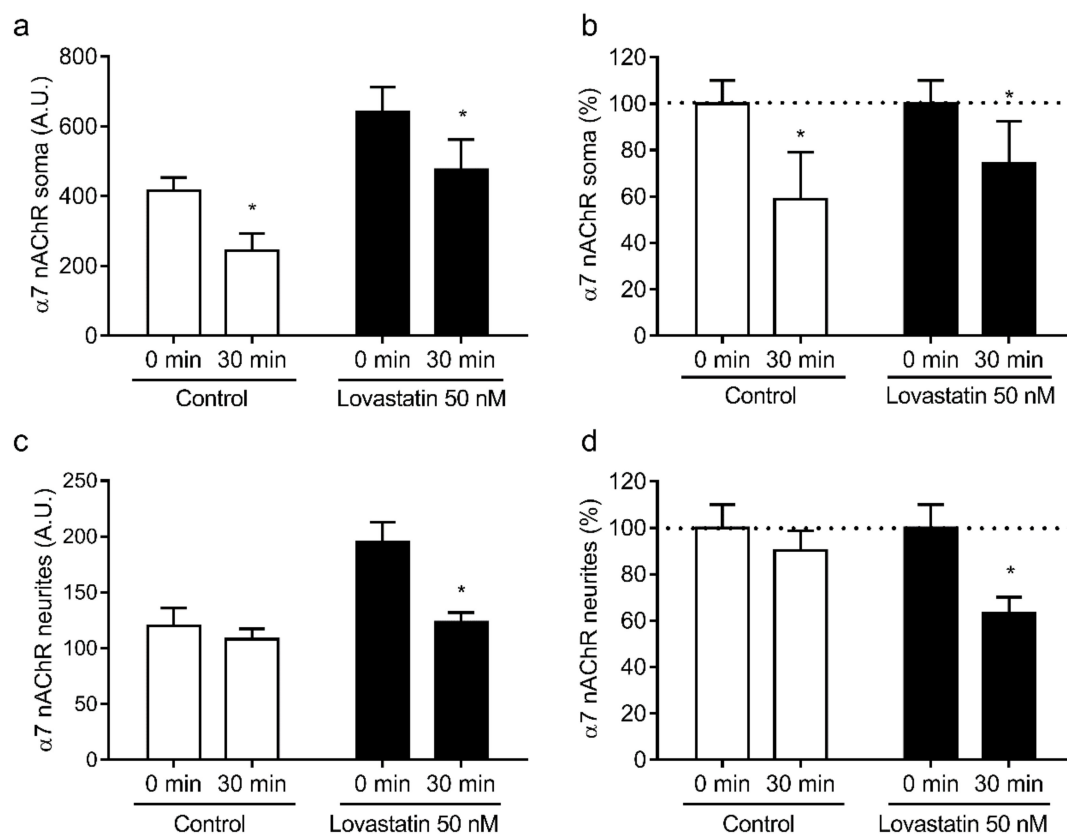 a
α7 nAChR soma (A.U.)
800
600
400
200
0
*
*
0 min 30 min 0 min 30 min
Control Lovastatin 50 nM
b
α7 nAChR soma (%)
120
100
80
60
40
20
0
*
*
0 min 30 min 0 min 30 min
Control Lovastatin 50 nM
c
α7 nAChR neurites (A.U.)
250
200
150
100
50
0
*
0 min 30 min 0 min 30 min
Control Lovastatin 50 nM
d
α7 nAChR neurites (%)
120
100
80
60
40
20
0
*
0 min 30 min 0 min 30 min
Control Lovastatin 50 nM